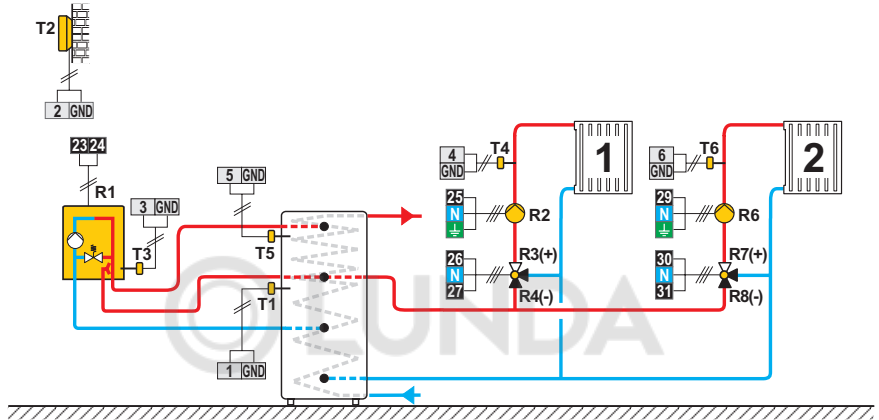 T2
2 GND
23 24
R1
3 GND
T3
5 GND
T5
T1
1 GND
4
GND
T4
25
N
R2
26
N
27
R3(+)
R4(-)
1
6
GND
T6
29
N
R6
30
N
31
R7(+)
R8(-)
2
© LUNDA